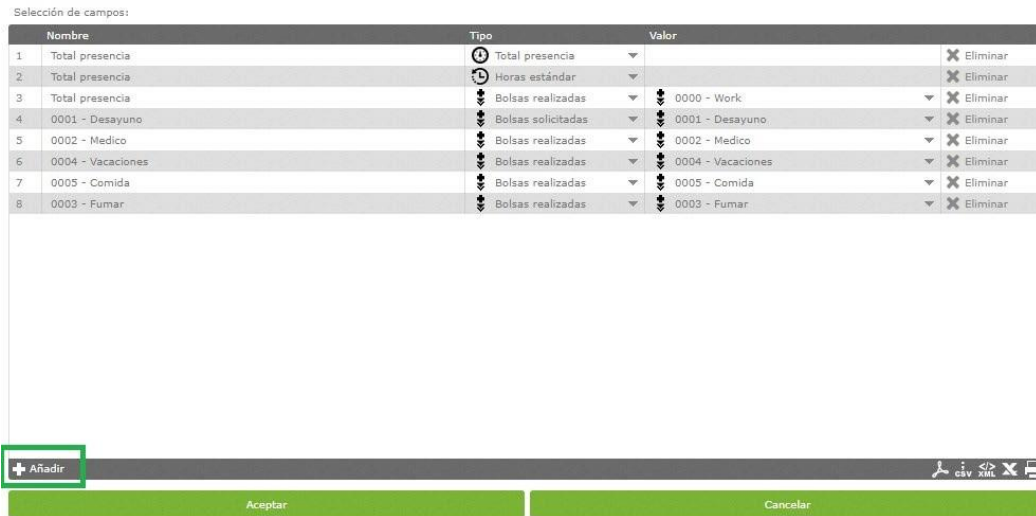 Selección de campos:
Nombre Tipo Valor
1 Total presencia Total presencia Eliminar
2 Total presencia Horas estándar Eliminar
3 Total presencia Bolsas realizadas 0000 - Work Eliminar
4 0001 - Desayuno Bolsas solicitadas 0001 - Desayuno Eliminar
5 0002 - Medico Bolsas realizadas 0002 - Medico Eliminar
6 0004 - Vacaciones Bolsas realizadas 0004 - Vacaciones Eliminar
7 0005 - Comida Bolsas realizadas 0005 - Comida Eliminar
8 0003 - Fumar Bolsas realizadas 0003 - Fumar Eliminar
Añadir CSV XML
Aceptar Cancelar